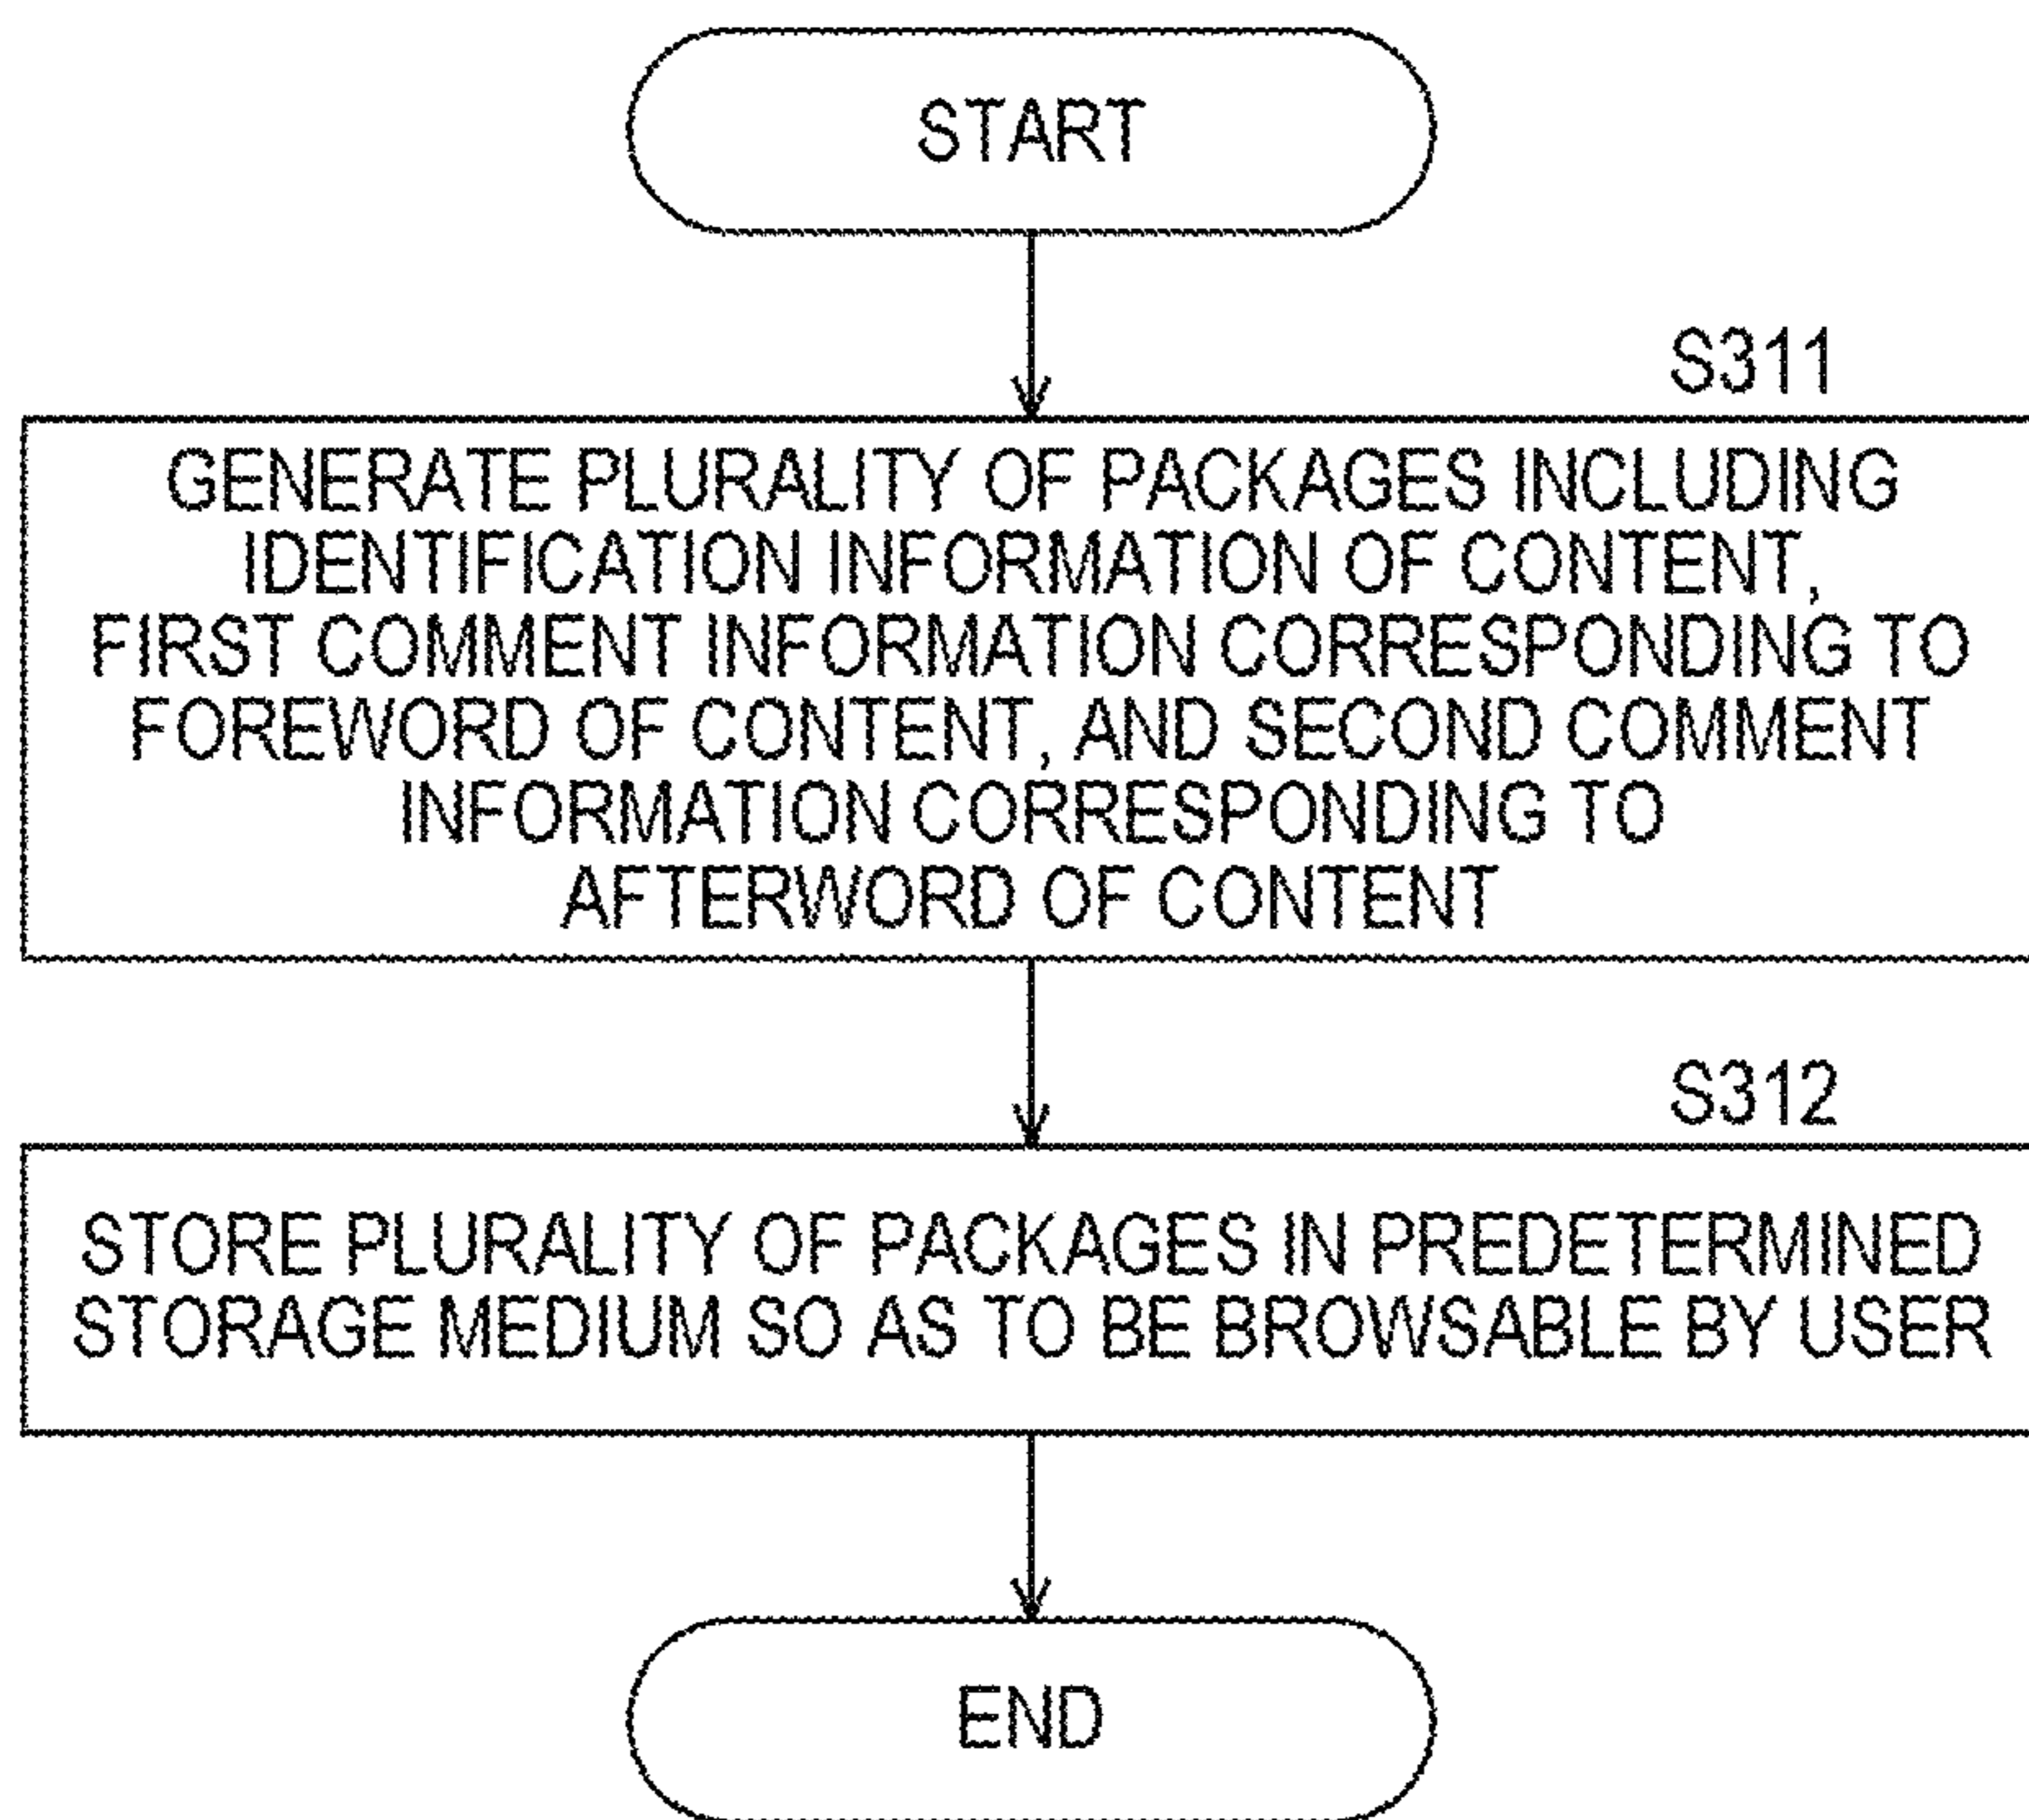 START
S311
GENERATE PLURALITY OF PACKAGES INCLUDING
IDENTIFICATION INFORMATION OF CONTENT,
FIRST COMMENT INFORMATION CORRESPONDING TO
FOREWORD OF CONTENT, AND SECOND COMMENT
INFORMATION CORRESPONDING TO
AFTERWORD OF CONTENT
S312
STORE PLURALITY OF PACKAGES IN PREDETERMINED
STORAGE MEDIUM SO AS TO BE BROWSABLE BY USER
END